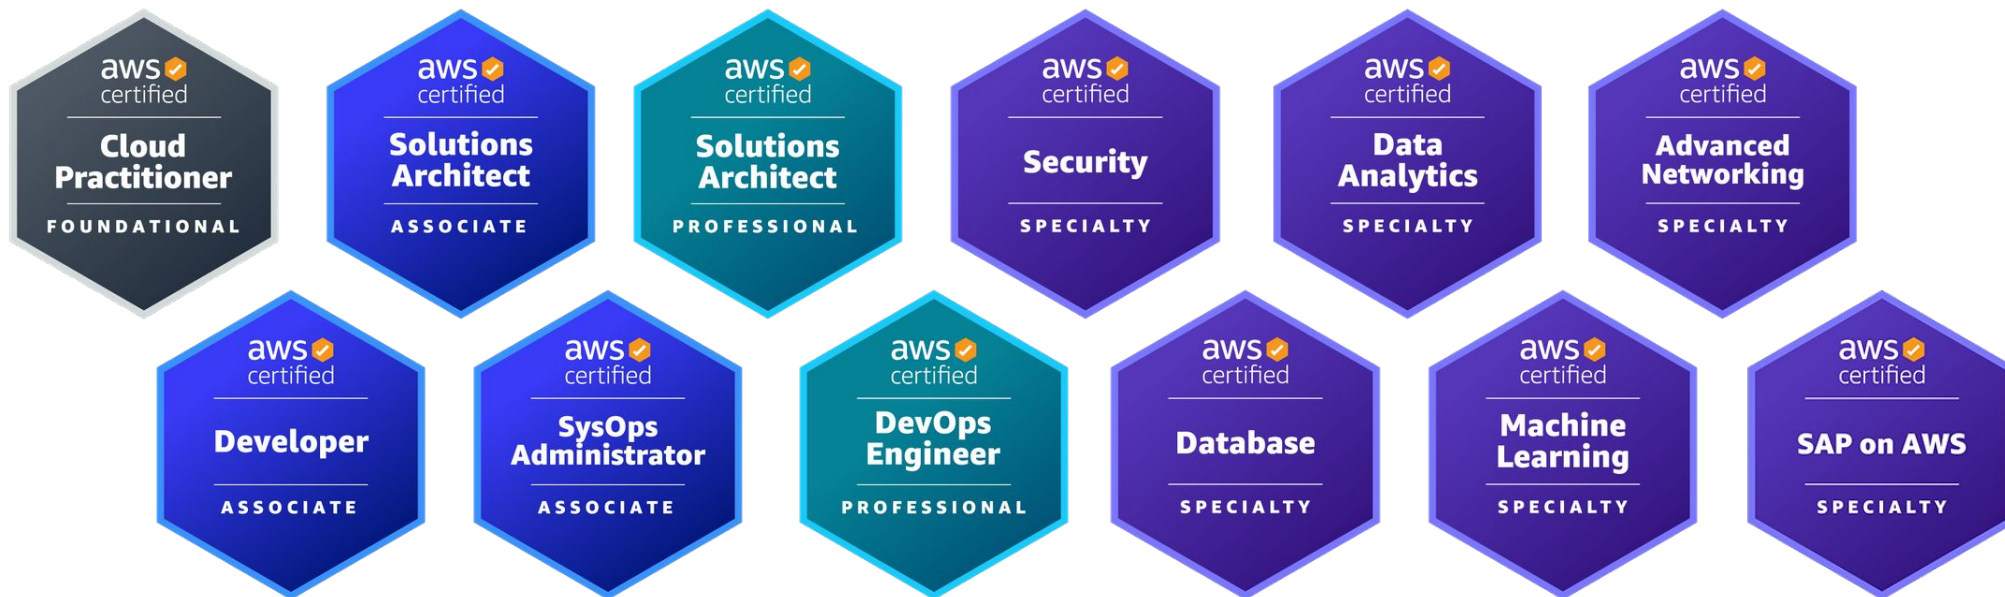 aws
certified
Cloud
Practitioner
FOUNDATIONAL
aws
certified
Solutions
Architect
ASSOCIATE
aws
certified
Solutions
Architect
PROFESSIONAL
aws
certified
Security
SPECIALTY
aws
certified
Data
Analytics
SPECIALTY
aws
certified
Advanced
Networking
SPECIALTY
aws
certified
Developer
ASSOCIATE
aws
certified
SysOps
Administrator
ASSOCIATE
aws
certified
DevOps
Engineer
PROFESSIONAL
aws
certified
Database
SPECIALTY
aws
certified
Machine
Learning
SPECIALTY
aws
certified
SAP on AWS
SPECIALTY